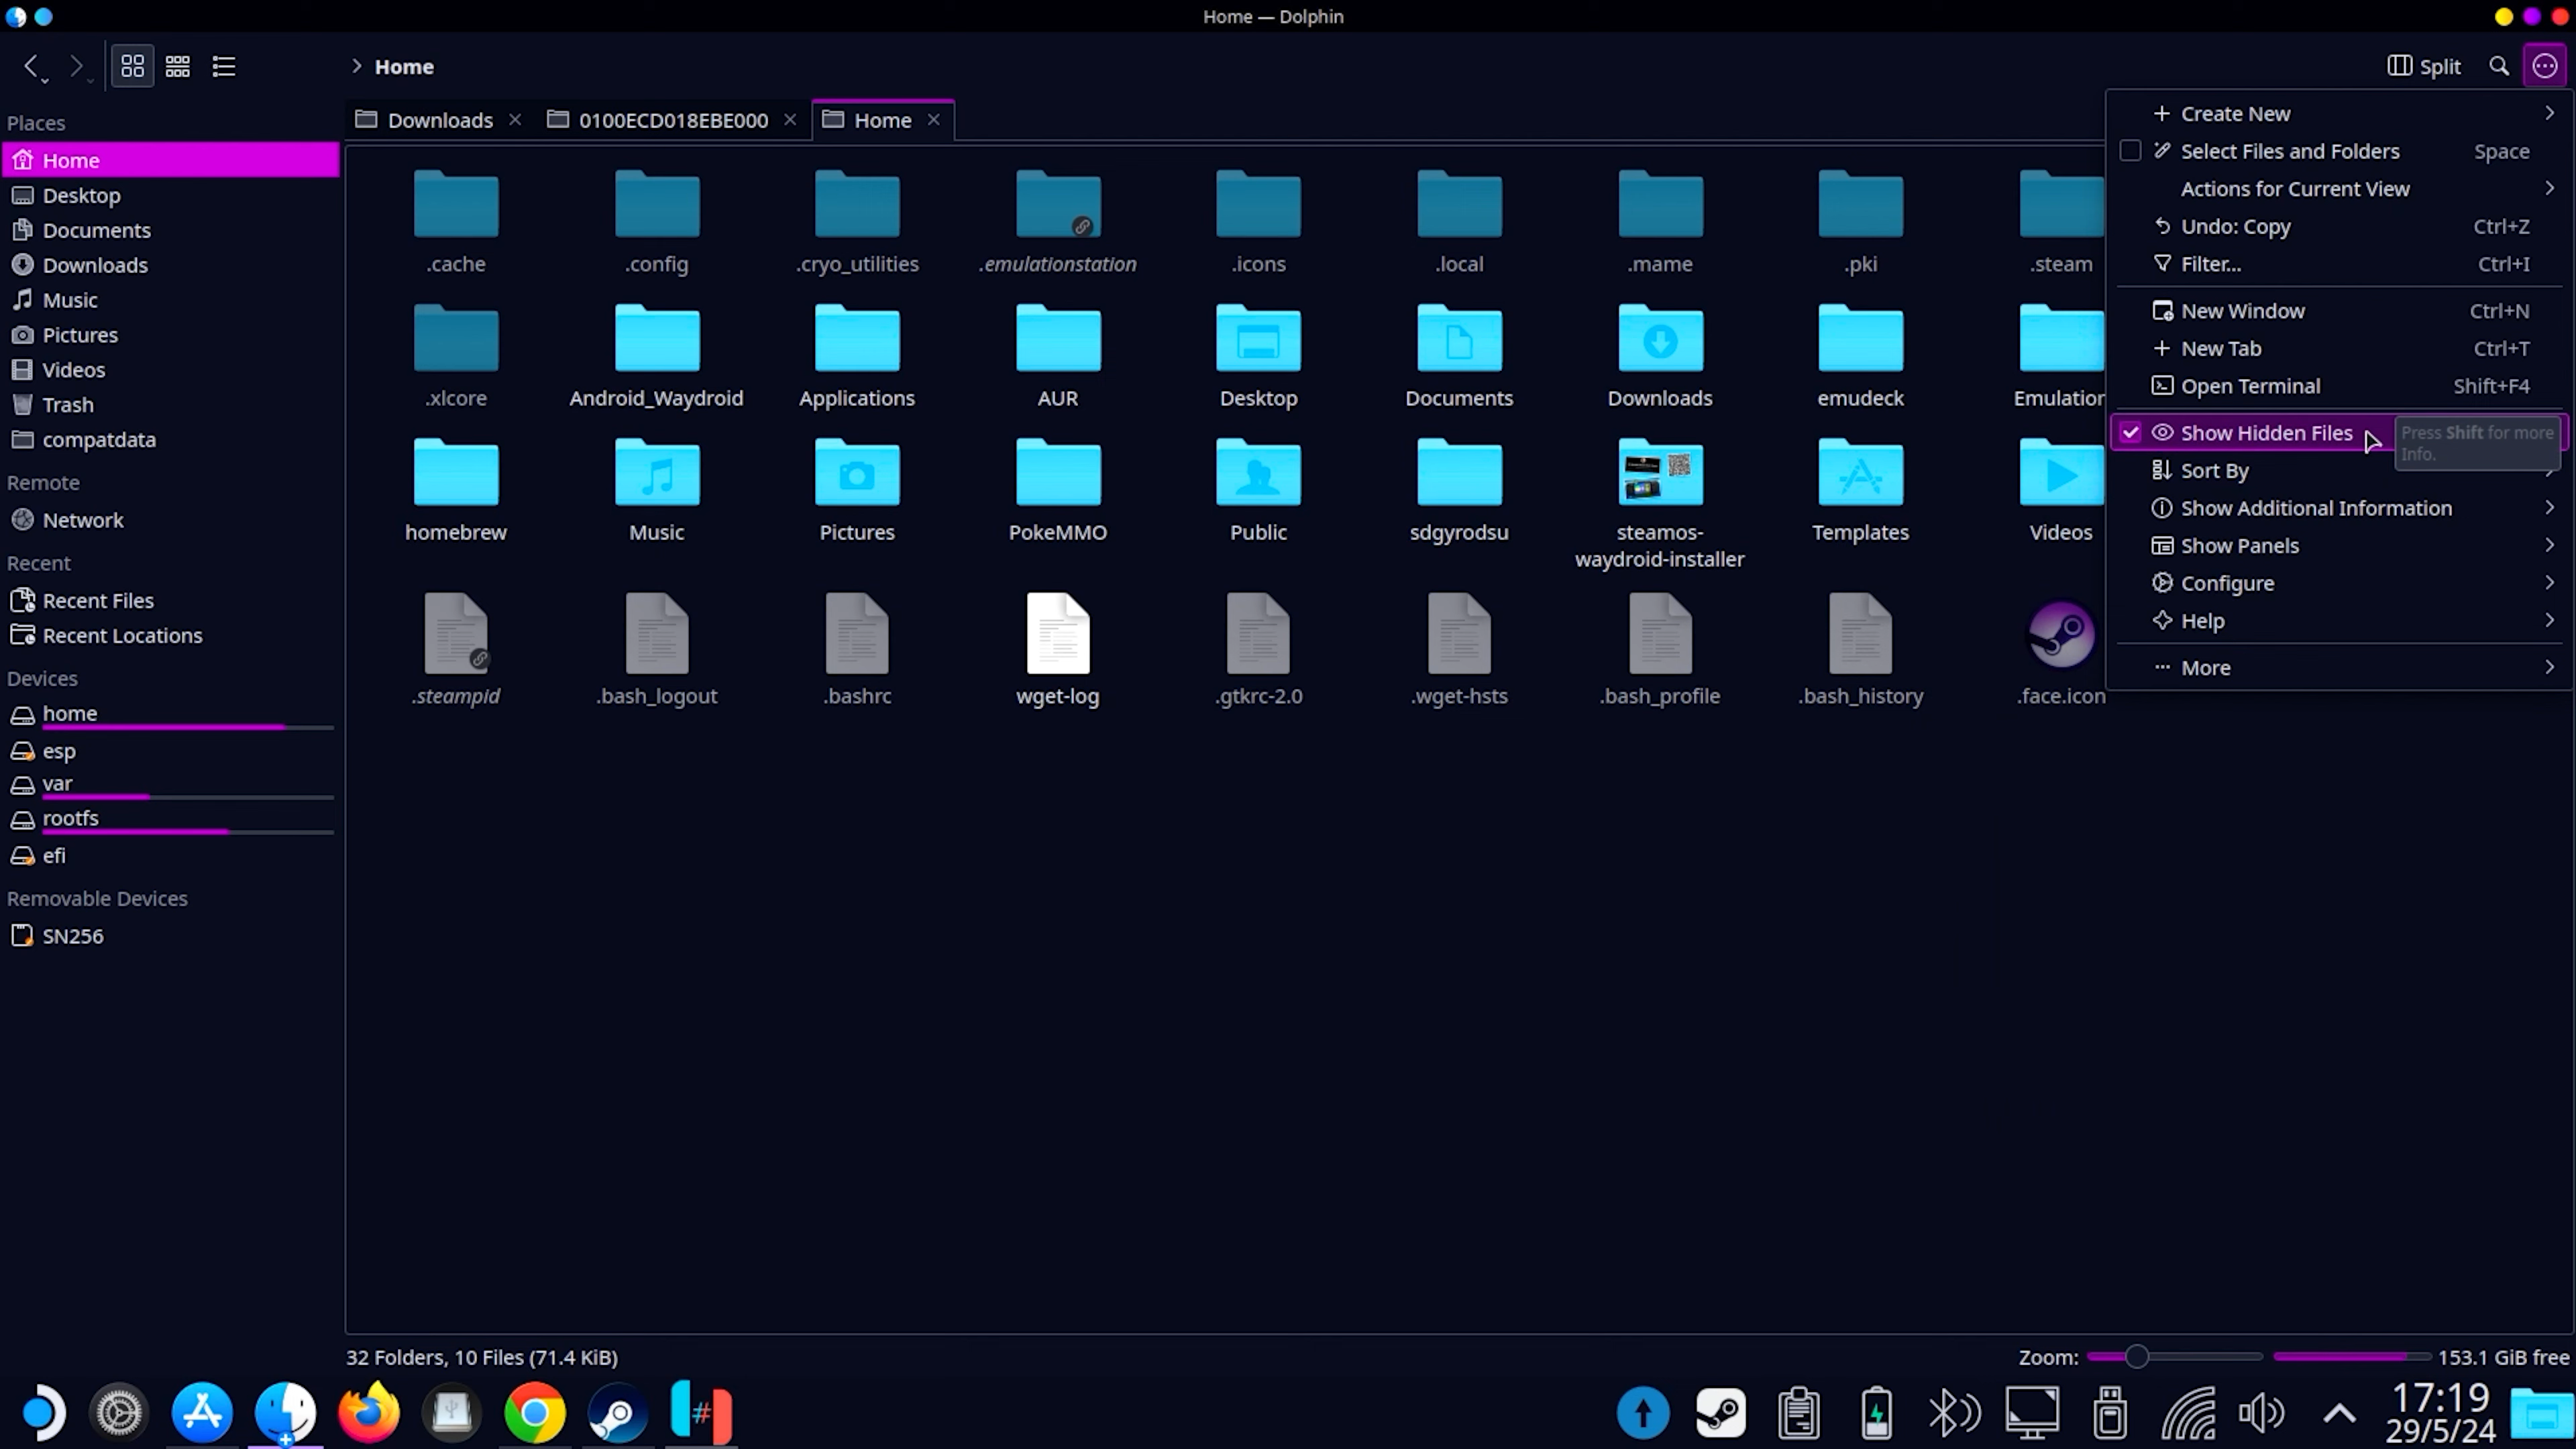 Home — Dolphin
Home
Split
Places
Home
Desktop
Documents
Downloads
Music
Pictures
Videos
Trash
compatdata
Remote
Network
Recent
Recent Files
Recent Locations
Devices
home
esp
var
rootfs
efi
Removable Devices
SN256
Downloads
0100ECD018EBE000
Home
.cache
.config
.cryo_utilities
.emulationstation
.icons
.local
.mame
.pki
.steam
.xlcore
Android_Waydroid
Applications
AUR
Desktop
Documents
Downloads
emudeck
Emulation
homebrew
Music
Pictures
PokeMMO
Public
sdgyrodsu
steamos-
waydroid-installer
Templates
Videos
.steampid
.bash_logout
.bashrc
wget-log
.gtkrc-2.0
.wget-hsts
.bash_profile
.bash_history
.face.icon
Create New
Select Files and Folders Space
Actions for Current View
Undo: Copy Ctrl+Z
Filter... Ctrl+I
New Window Ctrl+N
New Tab Ctrl+T
Open Terminal Shift+F4
Show Hidden Files
Press Shift for more
Info.
Sort By
Show Additional Information
Show Panels
Configure
Help
More
32 Folders, 10 Files (71.4 KiB)
Zoom:
153.1 GiB free
17:19
29/5/24